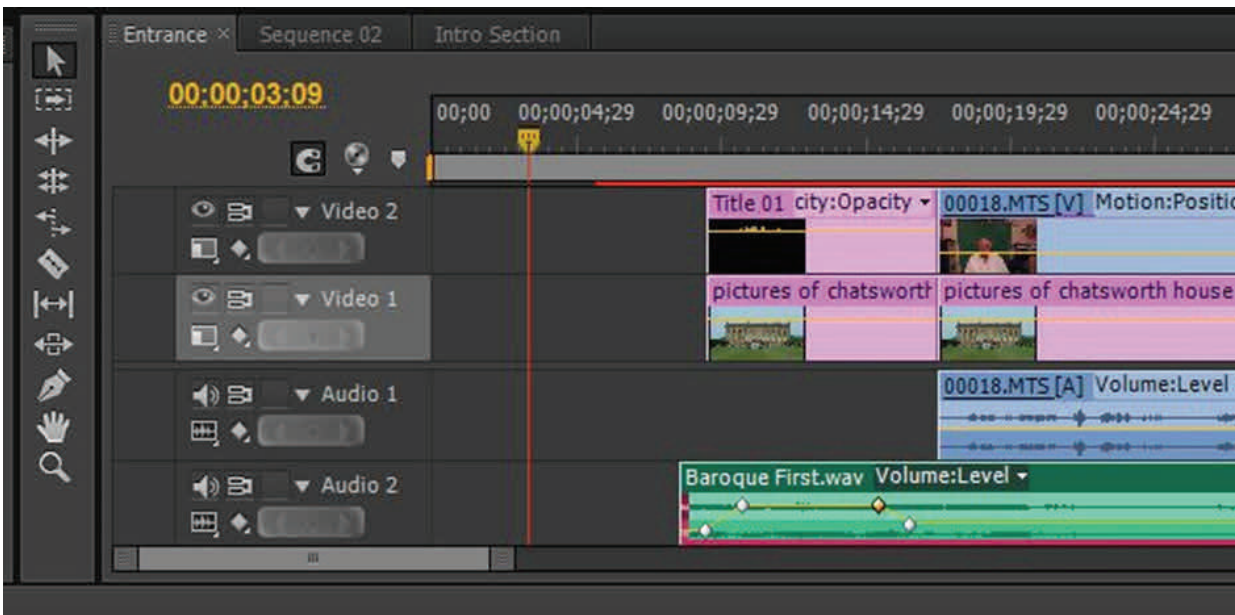 Entrance × Sequence 02 Intro Section
00;00;03;09
00;00 00;00;04;29 00;00;09;29 00;00;14;29 00;00;19;29 00;00;24;29
Video 2
Title 01 city:Opacity 00018.MTS [V] Motion:Positio
Video 1
pictures of chatsworth pictures of chatsworth house
Audio 1
00018.MTS [A] Volume:Level
Audio 2
Baroque First.wav Volume:Level